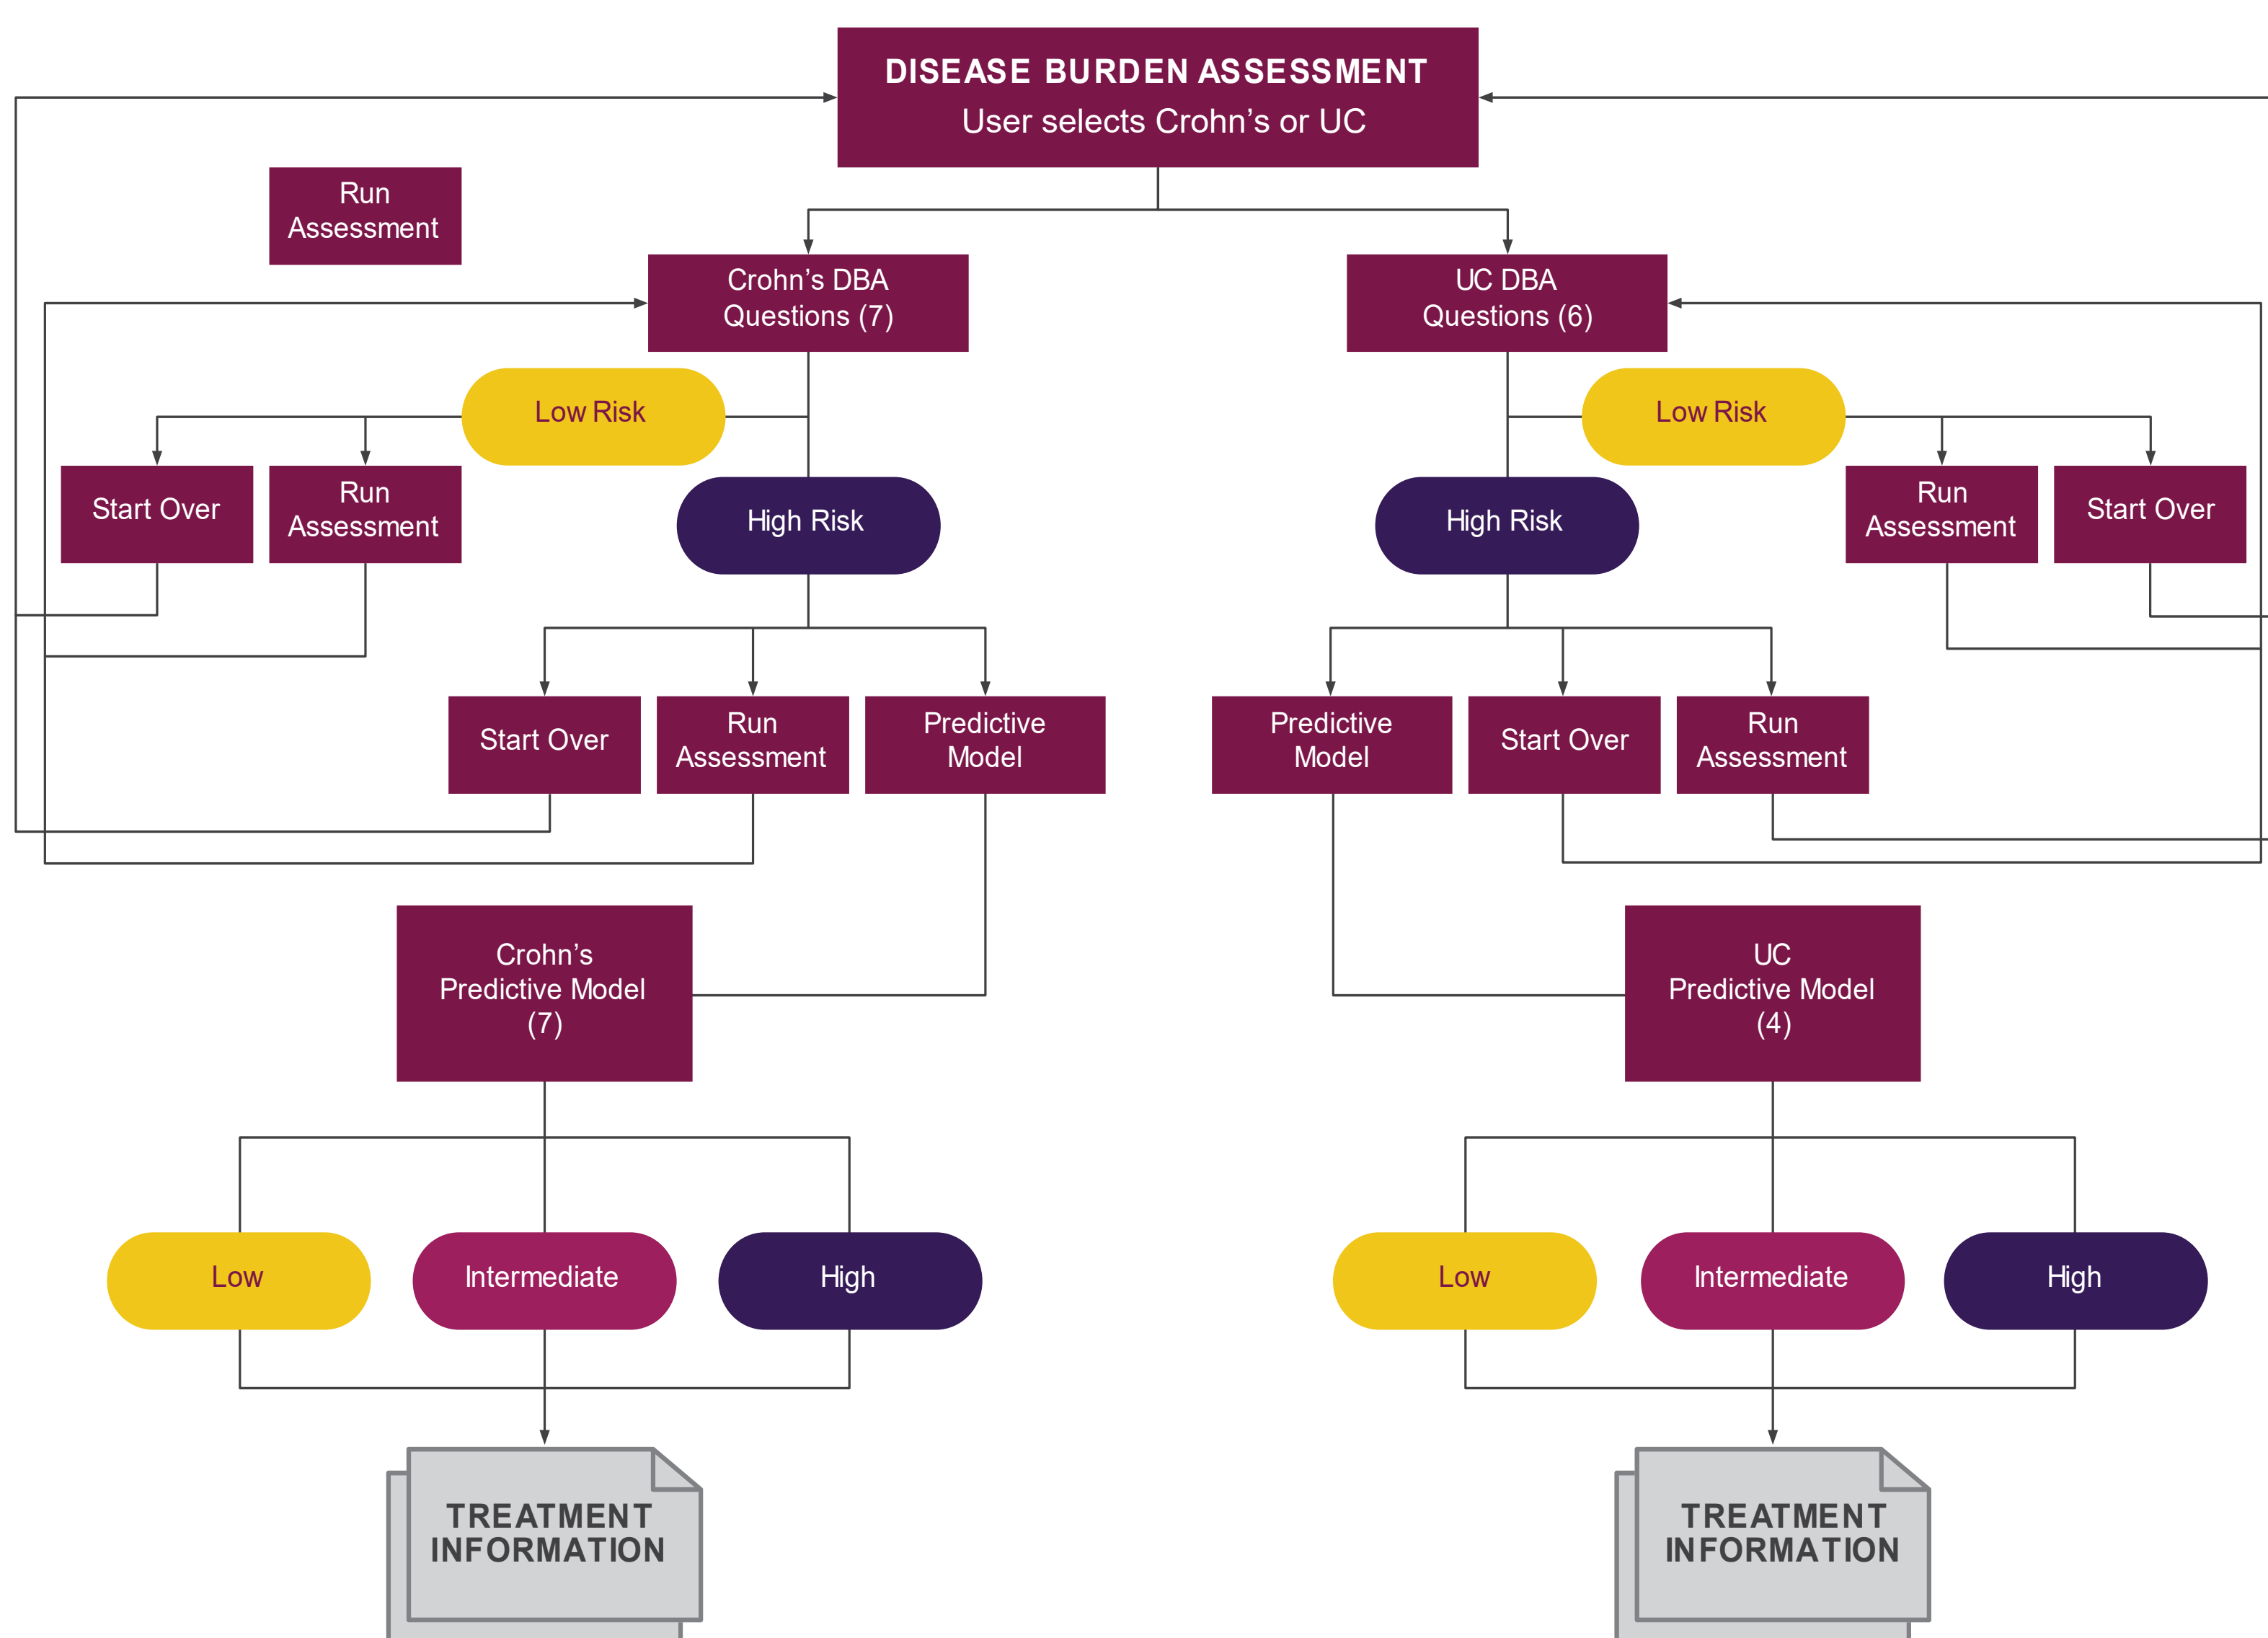 DISEASE BURDEN ASSESSMENT
User selects Crohn’s or UC
Run
Assessment
Crohn’s DBA
Questions (7)
UC DBA
Questions (6)
Low Risk
Low Risk
Start Over
Run
Assessment
High Risk
High Risk
Run
Assessment
Start Over
Start Over
Run
Assessment
Predictive
Model
Predictive
Model
Start Over
Run
Assessment
Crohn’s
Predictive Model
(7)
UC
Predictive Model
(4)
Low
Intermediate
High
Low
Intermediate
High
TREATMENT
INFORMATION
TREATMENT
INFORMATION